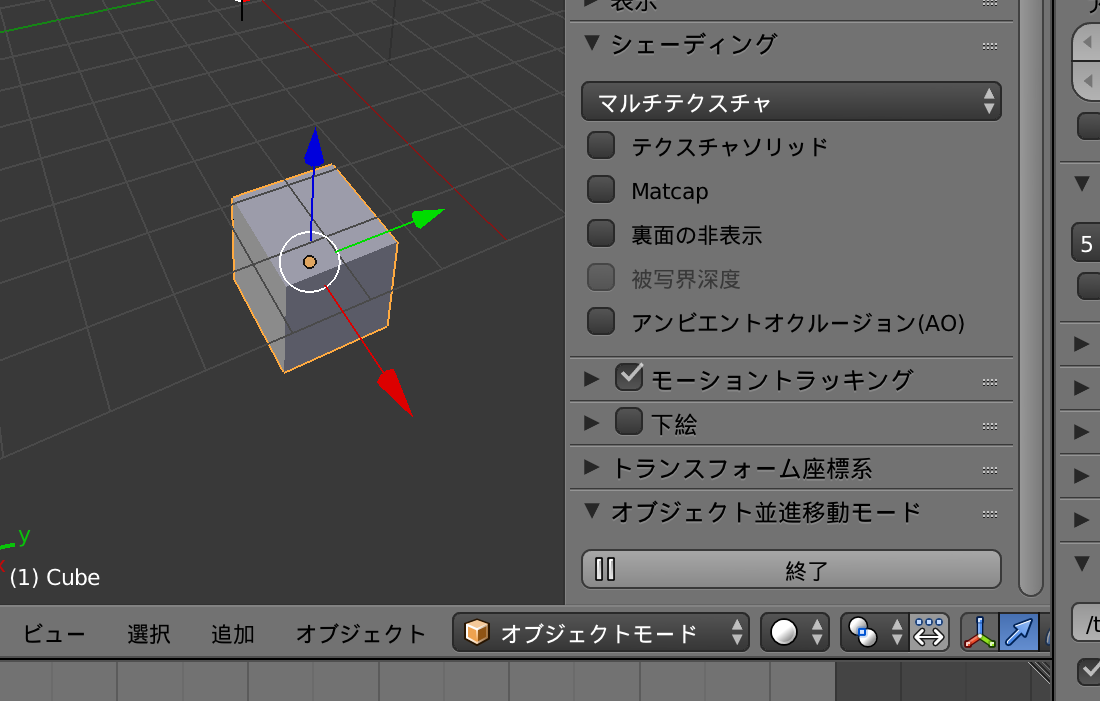 表示
シェーディング
マルチテクスチャ
テクスチャソリッド
Matcap
裏面の非表示
被写界深度
アンビエントオクルージョン(AO)
モーショントラッキング
下絵
トランスフォーム座標系
オブジェクト並進移動モード
終了
5
/t
y
x
(1) Cube
ビュー 選択 追加 オブジェクト オブジェクトモード